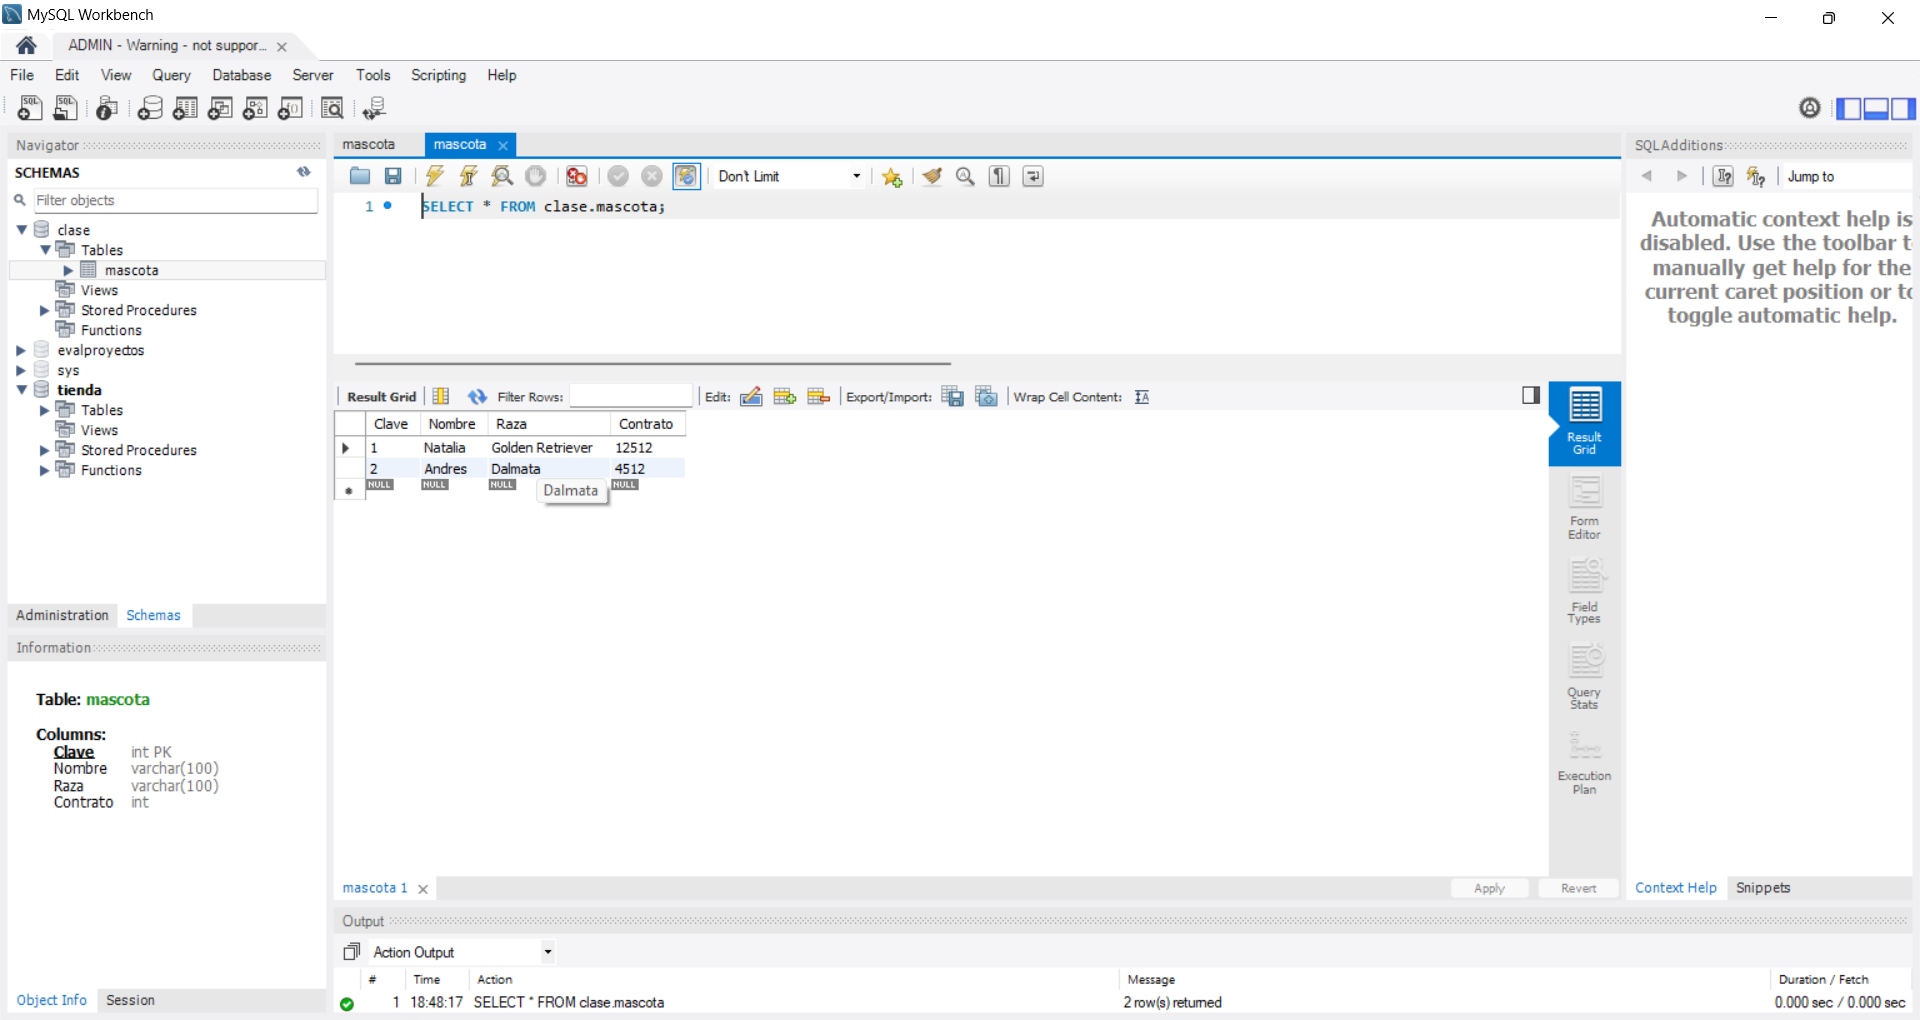 MySQL Workbench
ADMIN - Warning - not suppor...
File Edit View Query Database Server Tools Scripting Help
Navigator
SCHEMAS
Filter objects
clase
Tables
mascota
Views
Stored Procedures
Functions
evalproyectos
sys
tienda
Tables
Views
Stored Procedures
Functions
Administration Schemas
Information
Table: mascota
Columns:
Clave int PK
Nombre varchar(100)
Raza varchar(100)
Contrato int
Object Info Session
mascota mascota
Don't Limit
1 SELECT * FROM clase.mascota;
Result Grid Filter Rows: Edit: Export/Import: Wrap Cell Content:
Clave Nombre Raza Contrato
1 Natalia Golden Retriever 12512
2 Andres Dalmata 4512
NULL NULL NULL NULL
Dalmata
Result
Grid
Form
Editor
Field
Types
Query
Stats
Execution
Plan
mascota 1 Apply Revert
SQLAdditions
Jump to
Automatic context help is
disabled. Use the toolbar t
manually get help for the
current caret position or to
toggle automatic help.
Context Help Snippets
Output
Action Output
# Time Action Message Duration / Fetch
1 18:48:17 SELECT * FROM clase.mascota 2 row(s) returned 0.000 sec / 0.000 sec